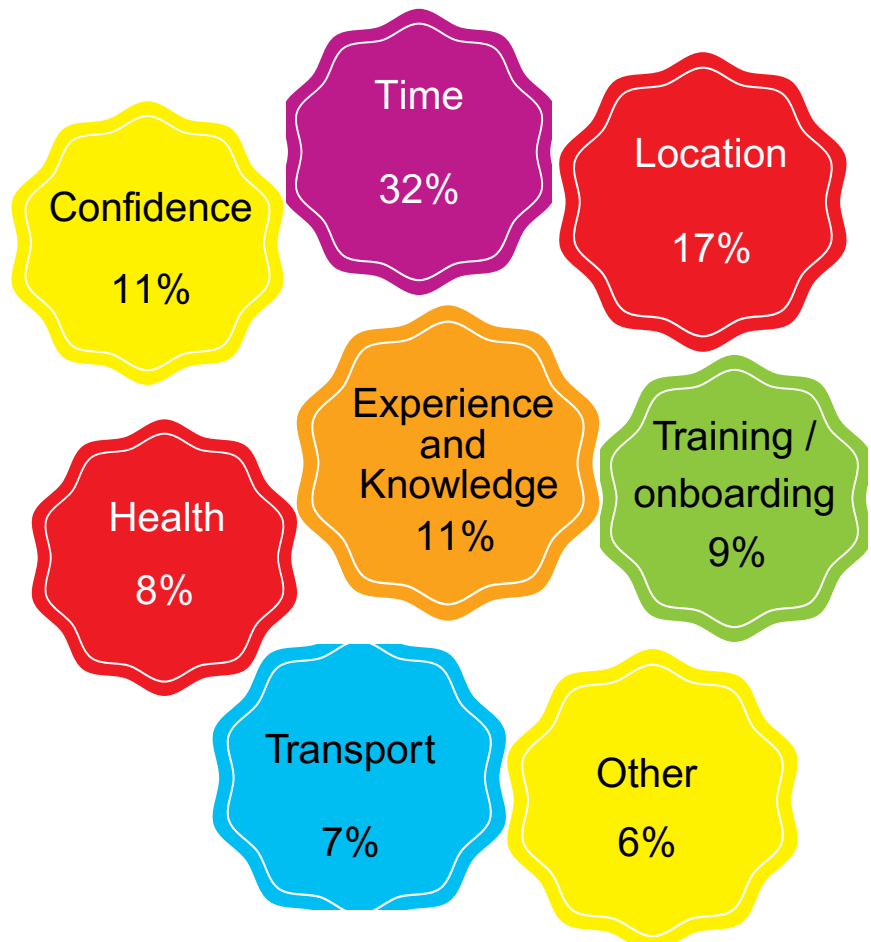 Time
32%
Location
17%
Confidence
11%
Experience
and
Knowledge
11%
Training /
onboarding
9%
Health
8%
Transport
7%
Other
6%